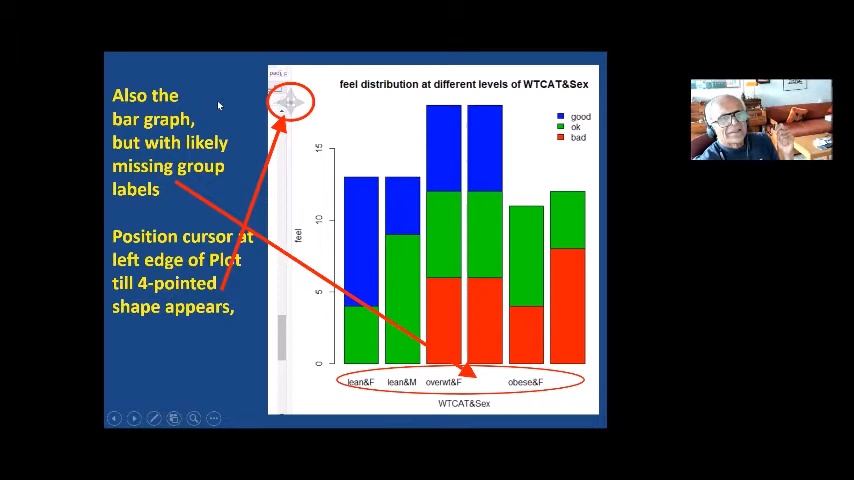 Also the
bar graph,
but with likely
missing group
labels
Position cursor at
left edge of Plot
till 4-pointed
shape appears,
feel distribution at different levels of WTCAT&Sex
good
ok
bad
feel
15
10
5
0
lean&F lean&M overwt&F obese&F
WTCAT&Sex